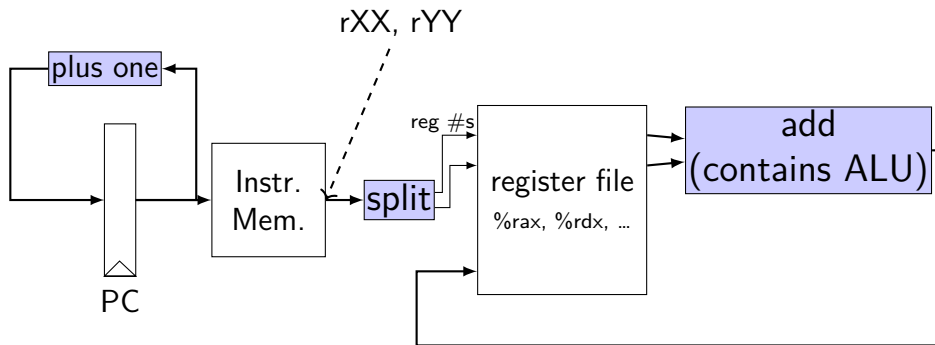 rXX, rYY
plus one
reg #s
add
(contains ALU)
Instr.
Mem.
split
register file
%rax, %rdx, ...
PC